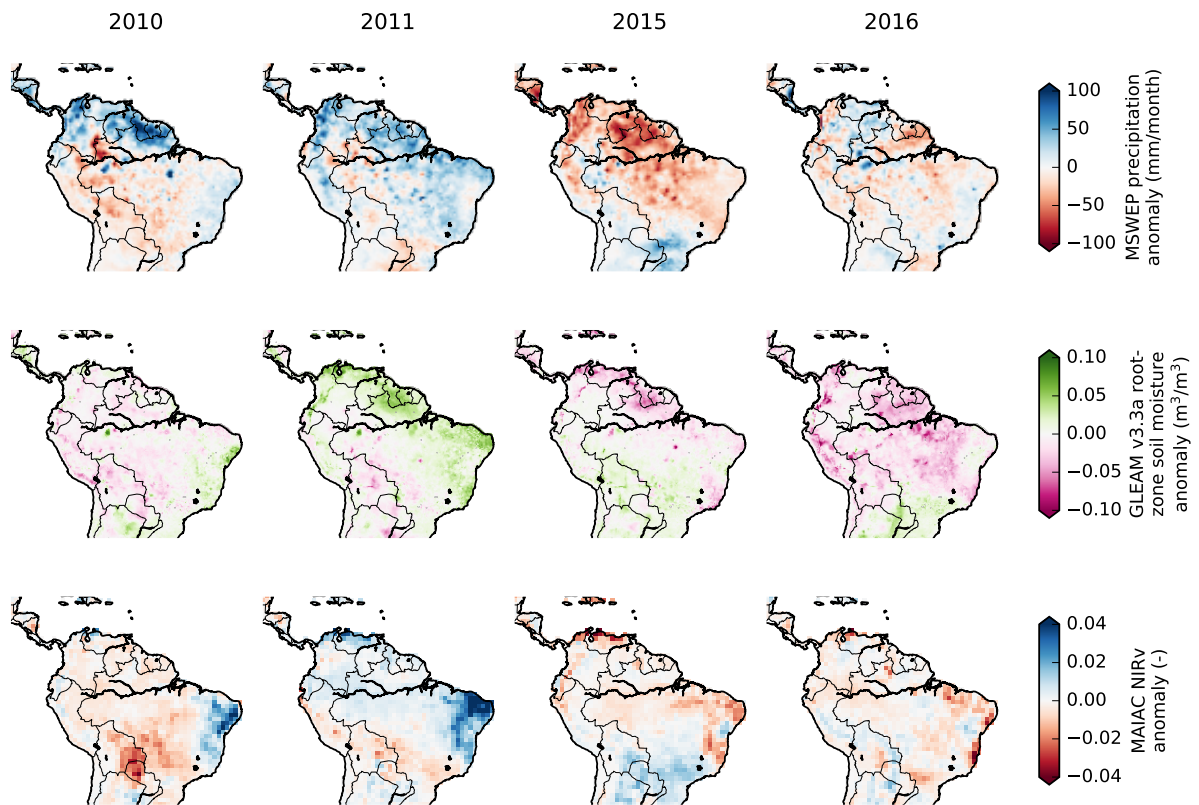 2010
2011
2015
2016
100
50
0
−50
−100
MSWEP precipitation
anomaly (mm/month)
0.10
0.05
0.00
−0.05
−0.10
GLEAM v3.3a root-
zone soil moisture
anomaly (m³/m³)
0.04
0.02
0.00
−0.02
−0.04
MAIAC NIRv
anomaly (-)